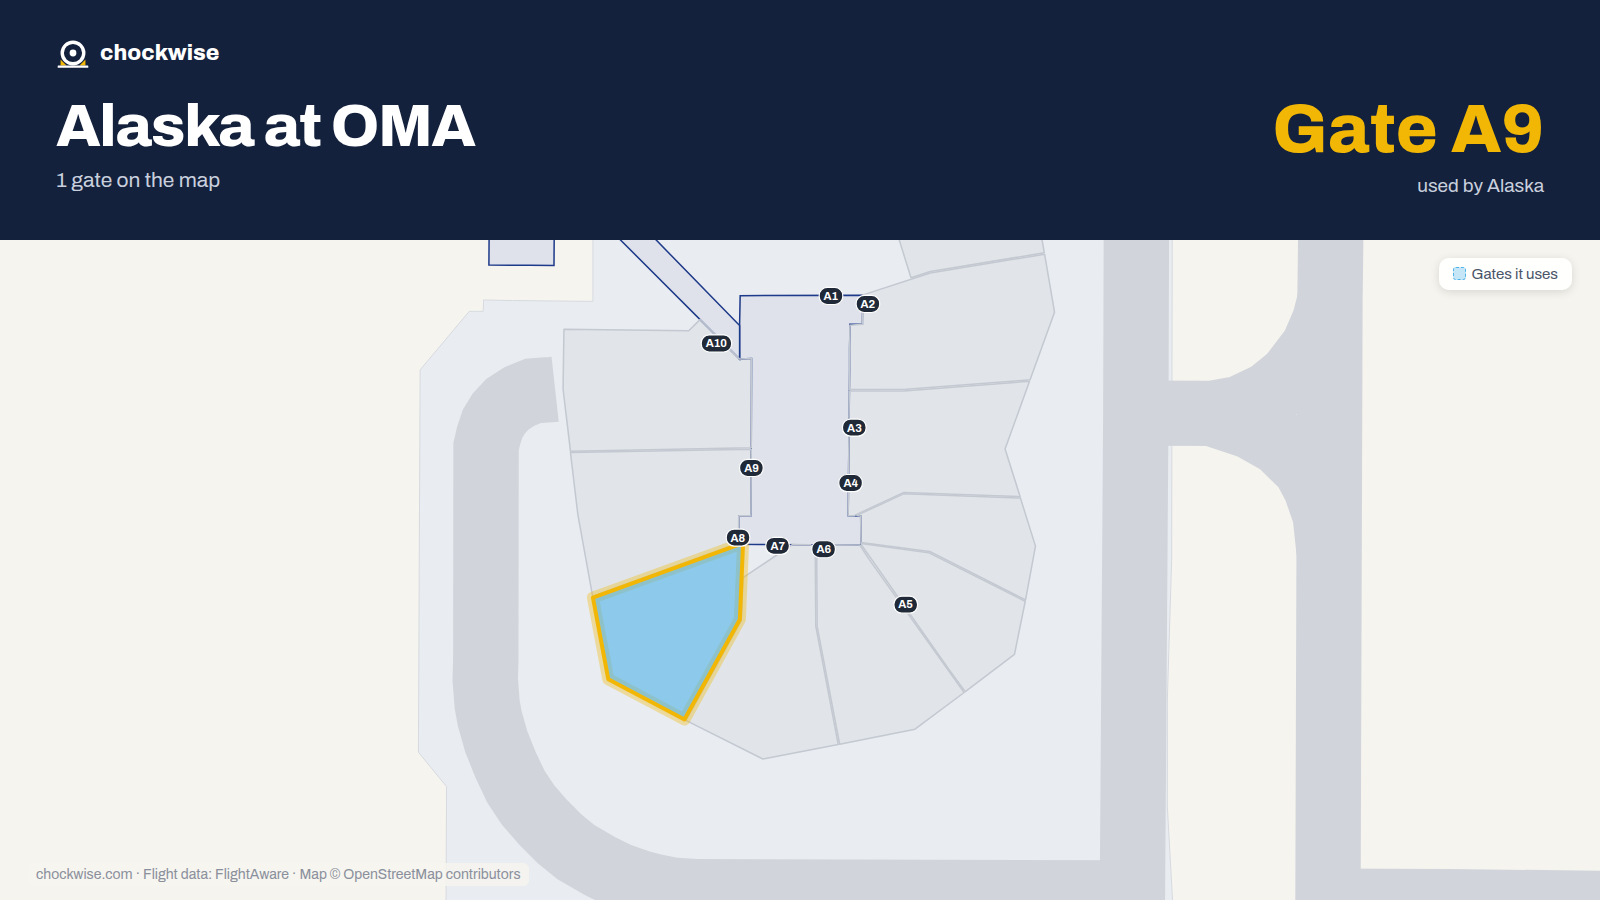 chockwise
Alaska at OMA
1 gate on the map
Gate A9
used by Alaska
Gates it uses
A1
A2
A10
A3
A9
A4
A8
A7
A6
A5
chockwise.com · Flight data: FlightAware · Map © OpenStreetMap contributors